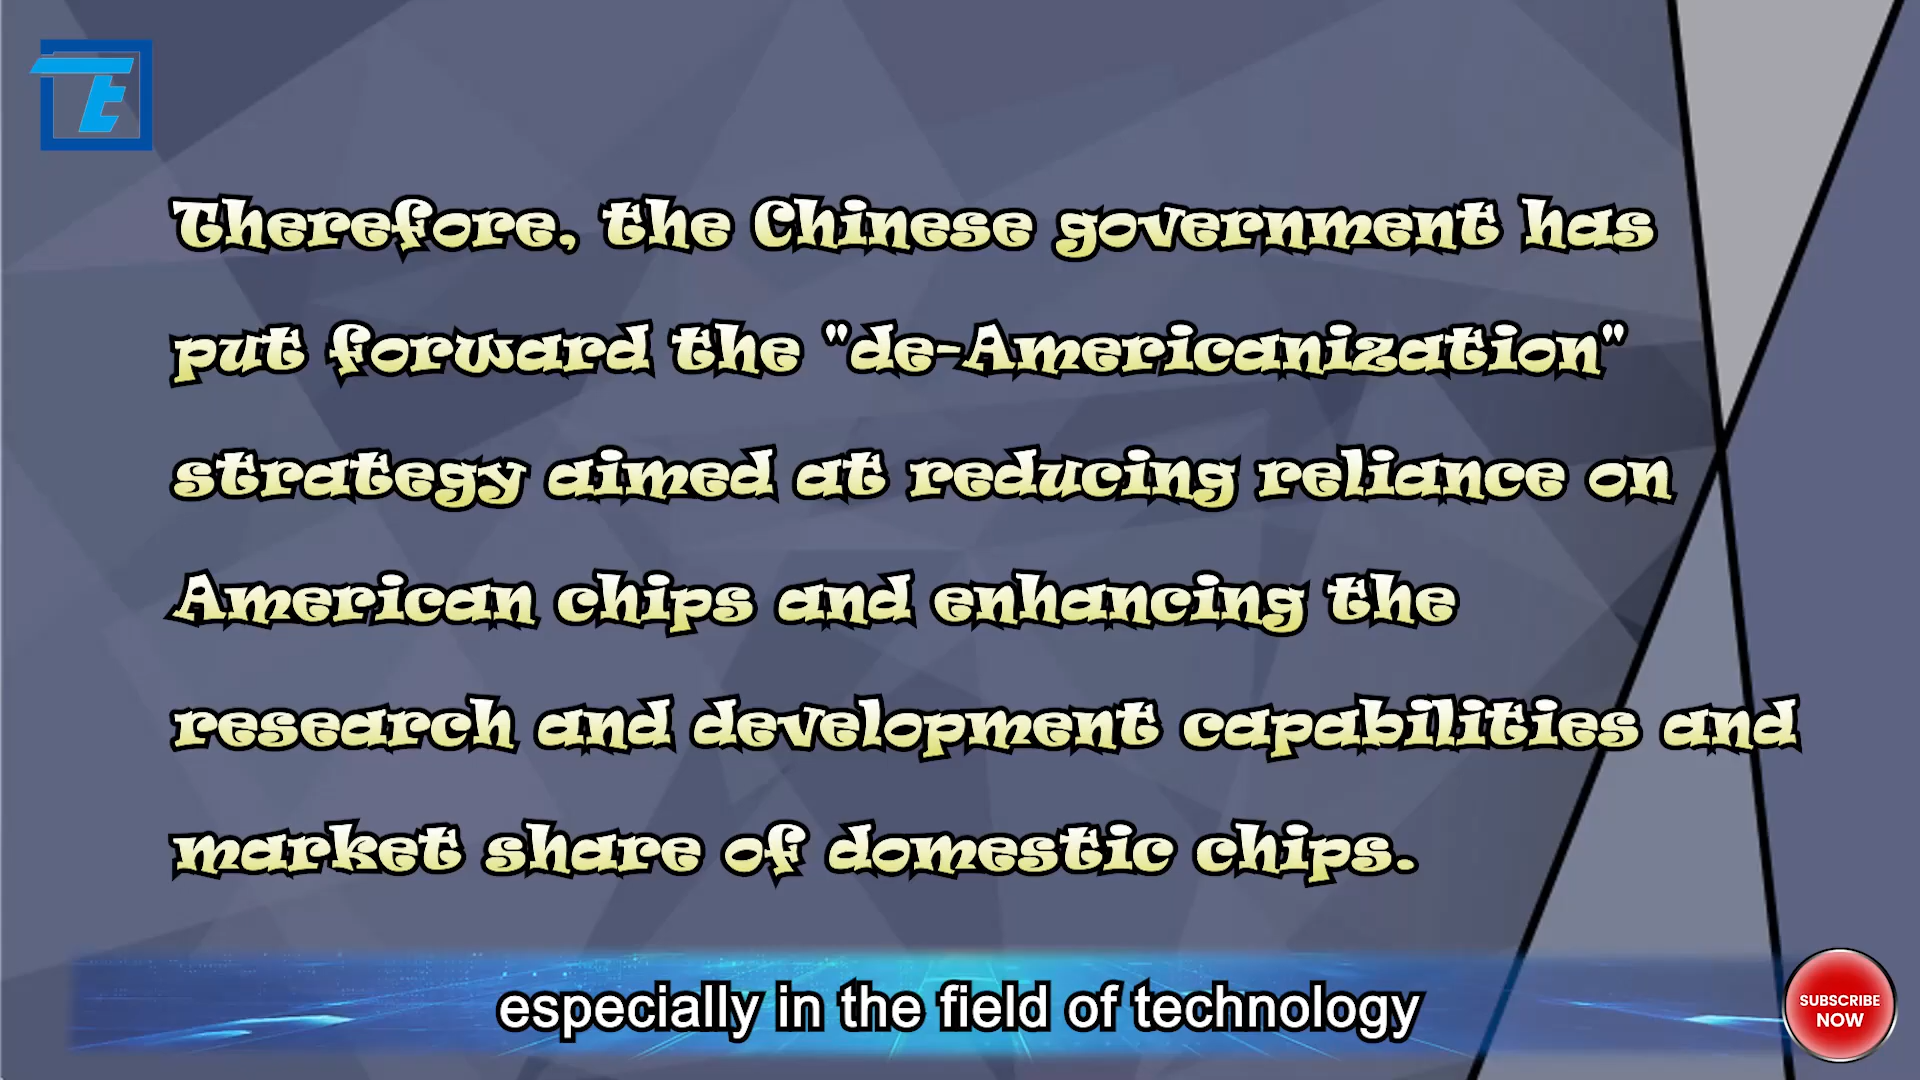 Therefore, the Chinese government has
put forward the "de-Americanization"
strategy aimed at reducing reliance on
American chips and enhancing the
research and development capabilities and
market share of domestic chips.
especially in the field of technology
SUBSCRIBE
NOW